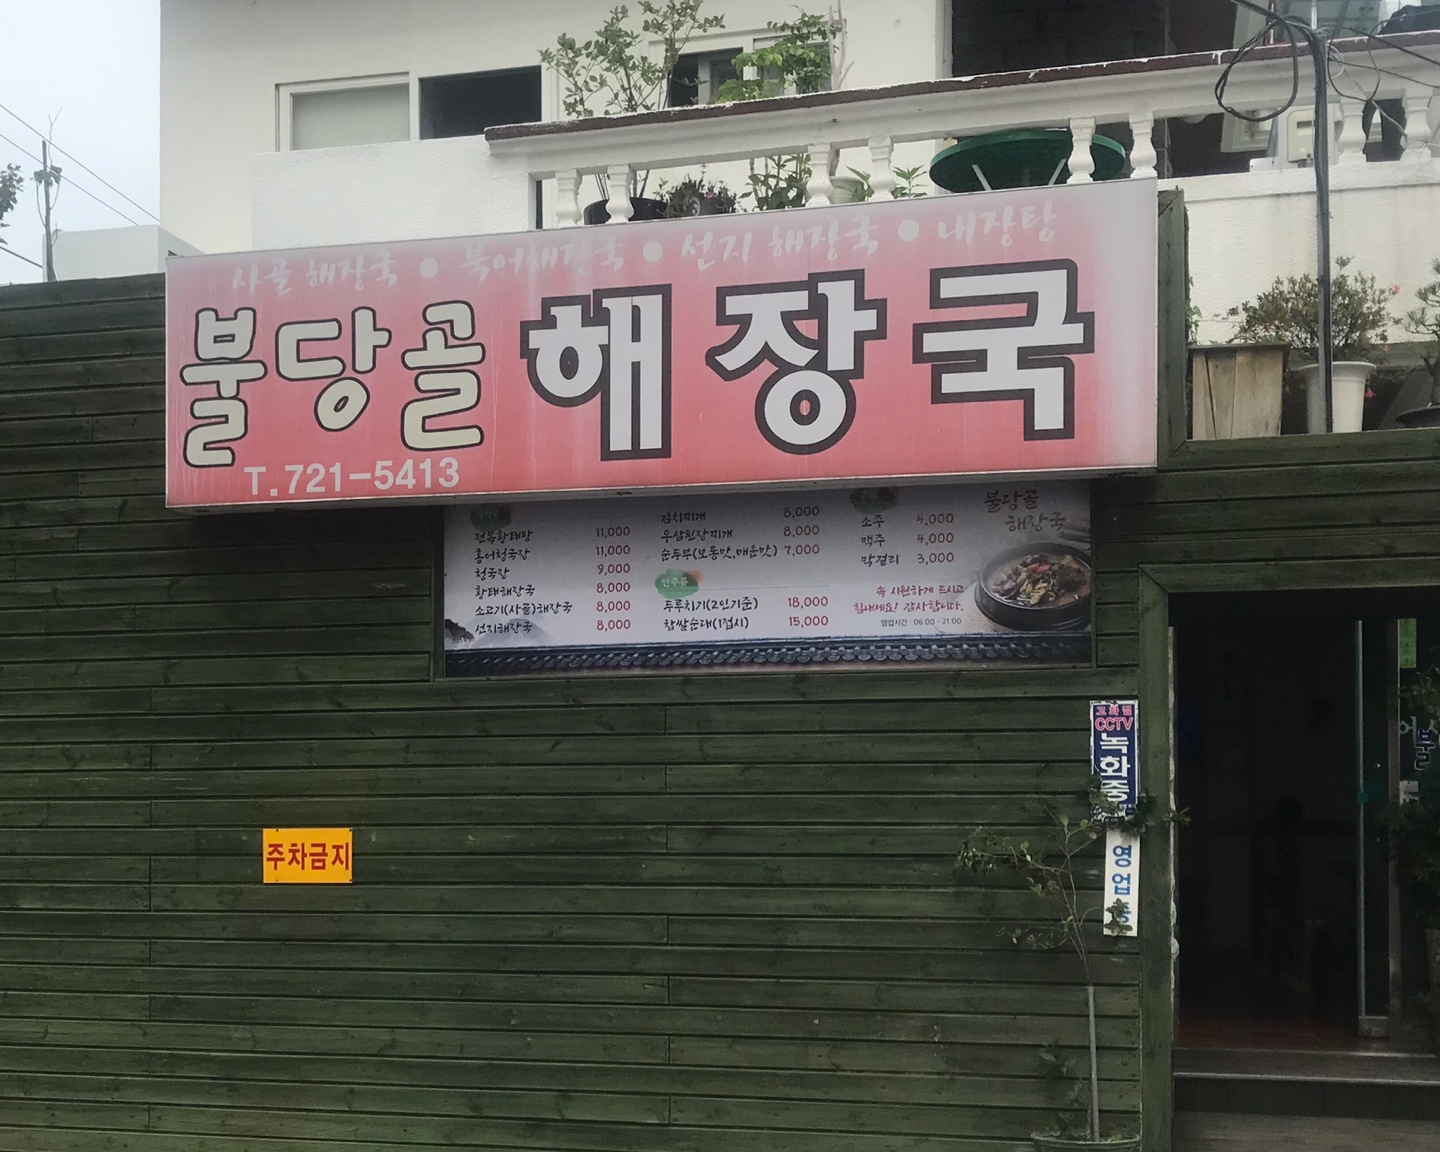 사골 해장국 • 북어해장국 • 선지 해장국 • 내장탕
불당골 해장국
T. 721-5413
전복황태탕 11,000
홍어청국장 11,000
청국장 9,000
황태해장국 8,000
소고기(사골)해장국 8,000
선지해장국 8,000
김치찌개 8,000
우삼된장찌개 8,000
순두부(보통맛,매운맛) 7,000
안주류
두루치기(2인기준) 18,000
찹쌀순대(1접시) 15,000
소주 4,000
맥주 4,000
막걸리 3,000
불당골
해장국
속 시원하게 드시고
힘내세요! 감사합니다.
영업시간 : 06:00 - 21:00
고화질
CCTV
녹화중
영업중
주차금지